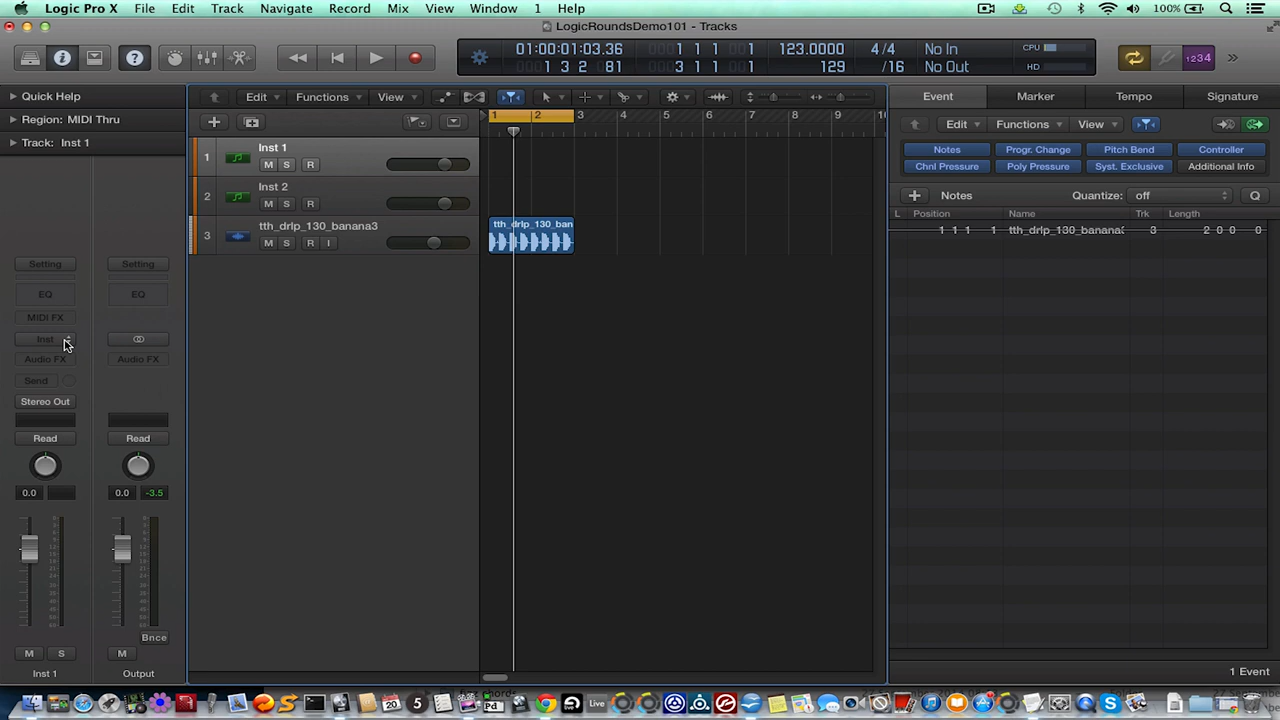 Logic Pro X File Edit Track Navigate Record Mix View Window 1 Help 100%
LogicRoundsDemo101 - Tracks
01:00:01:03.36 1 1 1 1 123.0000 4/4 No In CPU
1 3 2 81 3 1 1 1 129 /16 No Out HD
1234
Quick Help
Region: MIDI Thru
Track: Inst 1
Setting Setting
EQ EQ
MIDI FX
Inst
Audio FX Audio FX
Send
Stereo Out
Read Read
0.0 0.0 -3.5
Bnce
M S M
Inst 1 Output
Edit Functions View
1 2 3 4 5 6 7 8 9 10
1 Inst 1
M S R
2 Inst 2
M S R
3 tth_drlp_130_banana3
M S R I
tth_drlp_130_ban
Event Marker Tempo Signature
Edit Functions View
Notes Progr. Change Pitch Bend Controller
Chnl Pressure Poly Pressure Syst. Exclusive Additional Info
Notes Quantize: off Q
L Position Name Trk Length
1 1 1 1 tth_drlp_130_banana3 3 2 0 0 0
1 Event
Pd Live